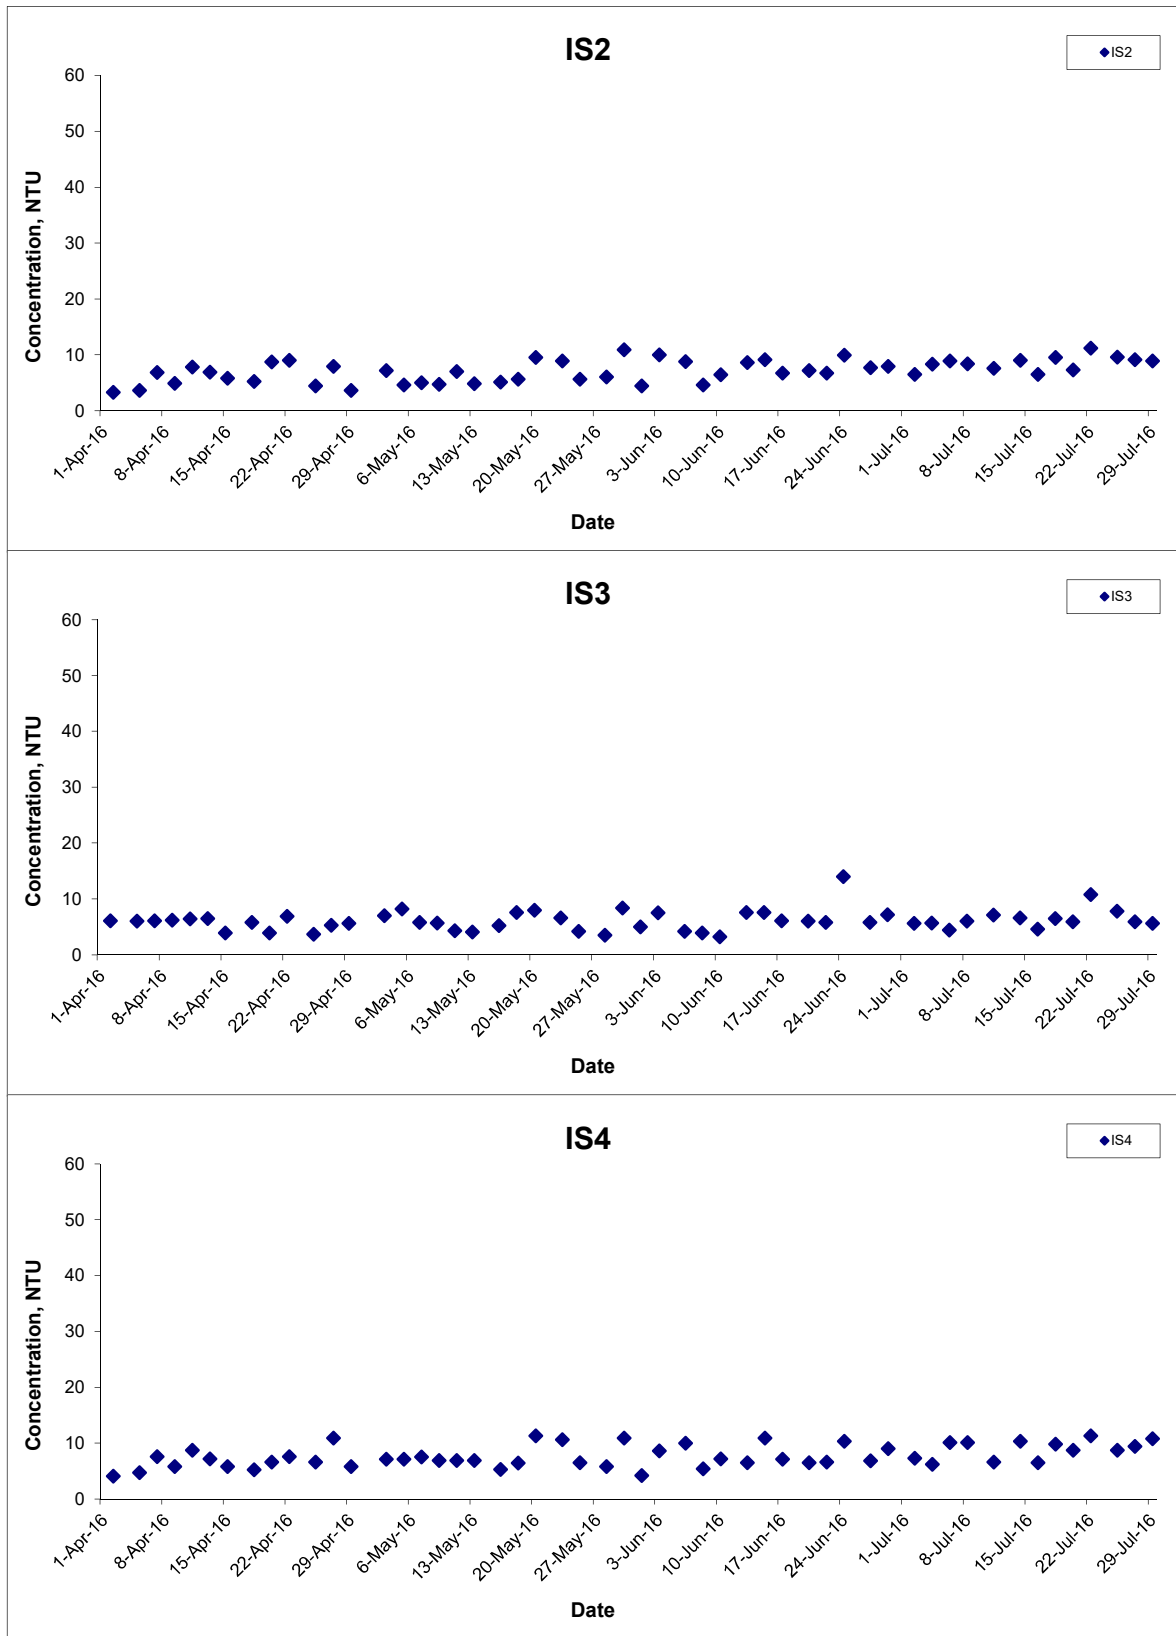 IS2
IS2
60
50
40
30
20
10
0
Concentration, NTU
1-Apr-16 8-Apr-16 15-Apr-16 22-Apr-16 29-Apr-16 6-May-16 13-May-16 20-May-16 27-May-16 3-Jun-16 10-Jun-16 17-Jun-16 24-Jun-16 1-Jul-16 8-Jul-16 15-Jul-16 22-Jul-16 29-Jul-16
Date
IS3
IS3
60
50
40
30
20
10
0
Concentration, NTU
1-Apr-16 8-Apr-16 15-Apr-16 22-Apr-16 29-Apr-16 6-May-16 13-May-16 20-May-16 27-May-16 3-Jun-16 10-Jun-16 17-Jun-16 24-Jun-16 1-Jul-16 8-Jul-16 15-Jul-16 22-Jul-16 29-Jul-16
Date
IS4
IS4
60
50
40
30
20
10
0
Concentration, NTU
1-Apr-16 8-Apr-16 15-Apr-16 22-Apr-16 29-Apr-16 6-May-16 13-May-16 20-May-16 27-May-16 3-Jun-16 10-Jun-16 17-Jun-16 24-Jun-16 1-Jul-16 8-Jul-16 15-Jul-16 22-Jul-16 29-Jul-16
Date